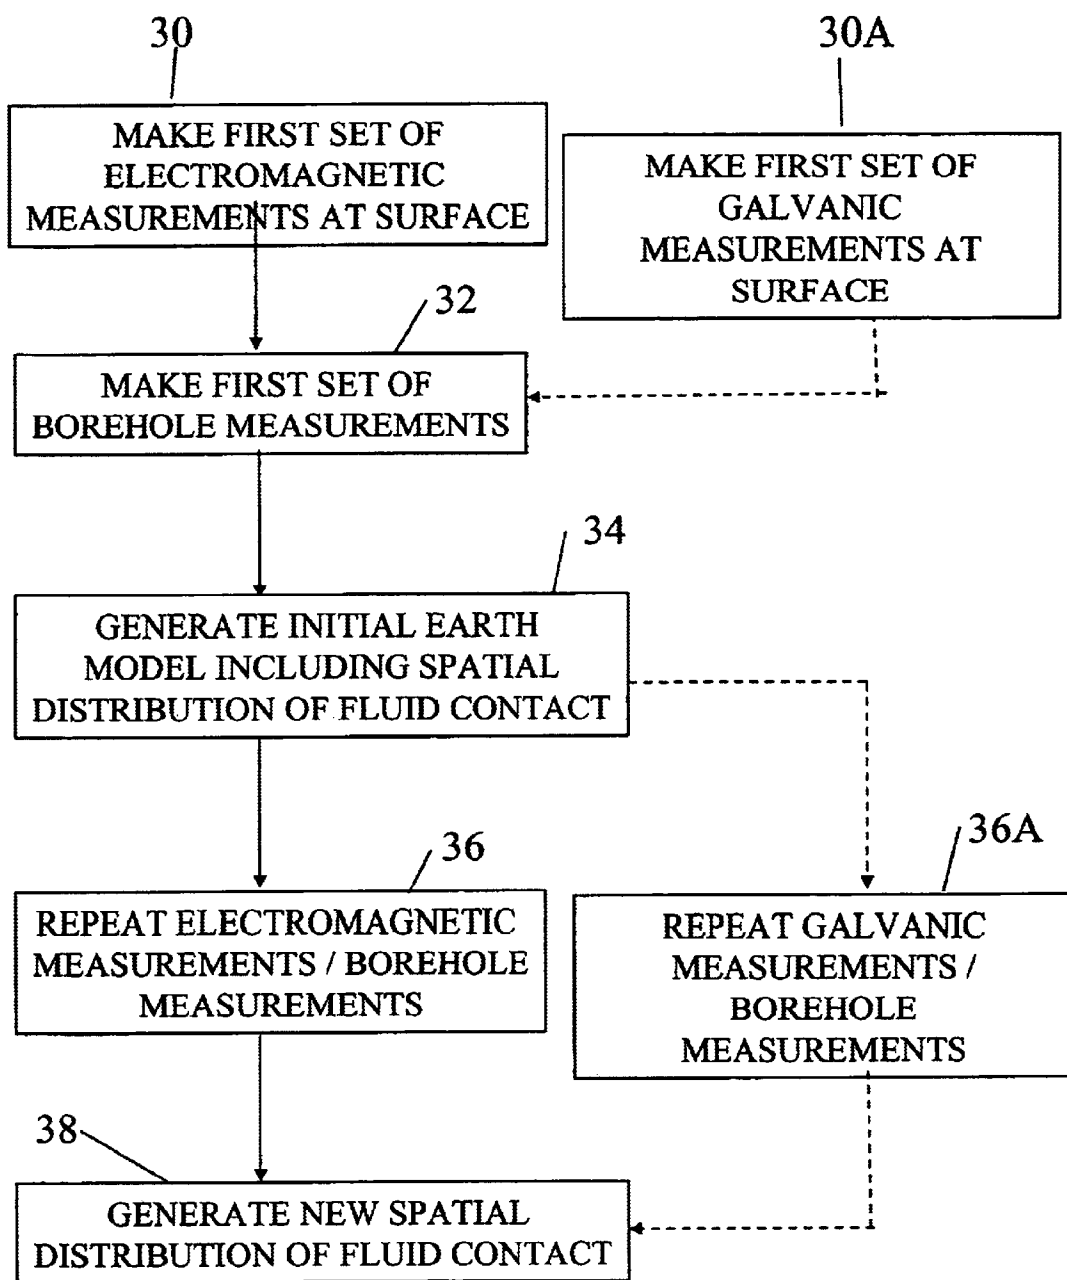 30
30A
MAKE FIRST SET OF
ELECTROMAGNETIC
MEASUREMENTS AT SURFACE
MAKE FIRST SET OF
GALVANIC
MEASUREMENTS AT
SURFACE
32
MAKE FIRST SET OF
BOREHOLE MEASUREMENTS
34
GENERATE INITIAL EARTH
MODEL INCLUDING SPATIAL
DISTRIBUTION OF FLUID CONTACT
36
36A
REPEAT ELECTROMAGNETIC
MEASUREMENTS / BOREHOLE
MEASUREMENTS
REPEAT GALVANIC
MEASUREMENTS /
BOREHOLE
MEASUREMENTS
38
GENERATE NEW SPATIAL
DISTRIBUTION OF FLUID CONTACT